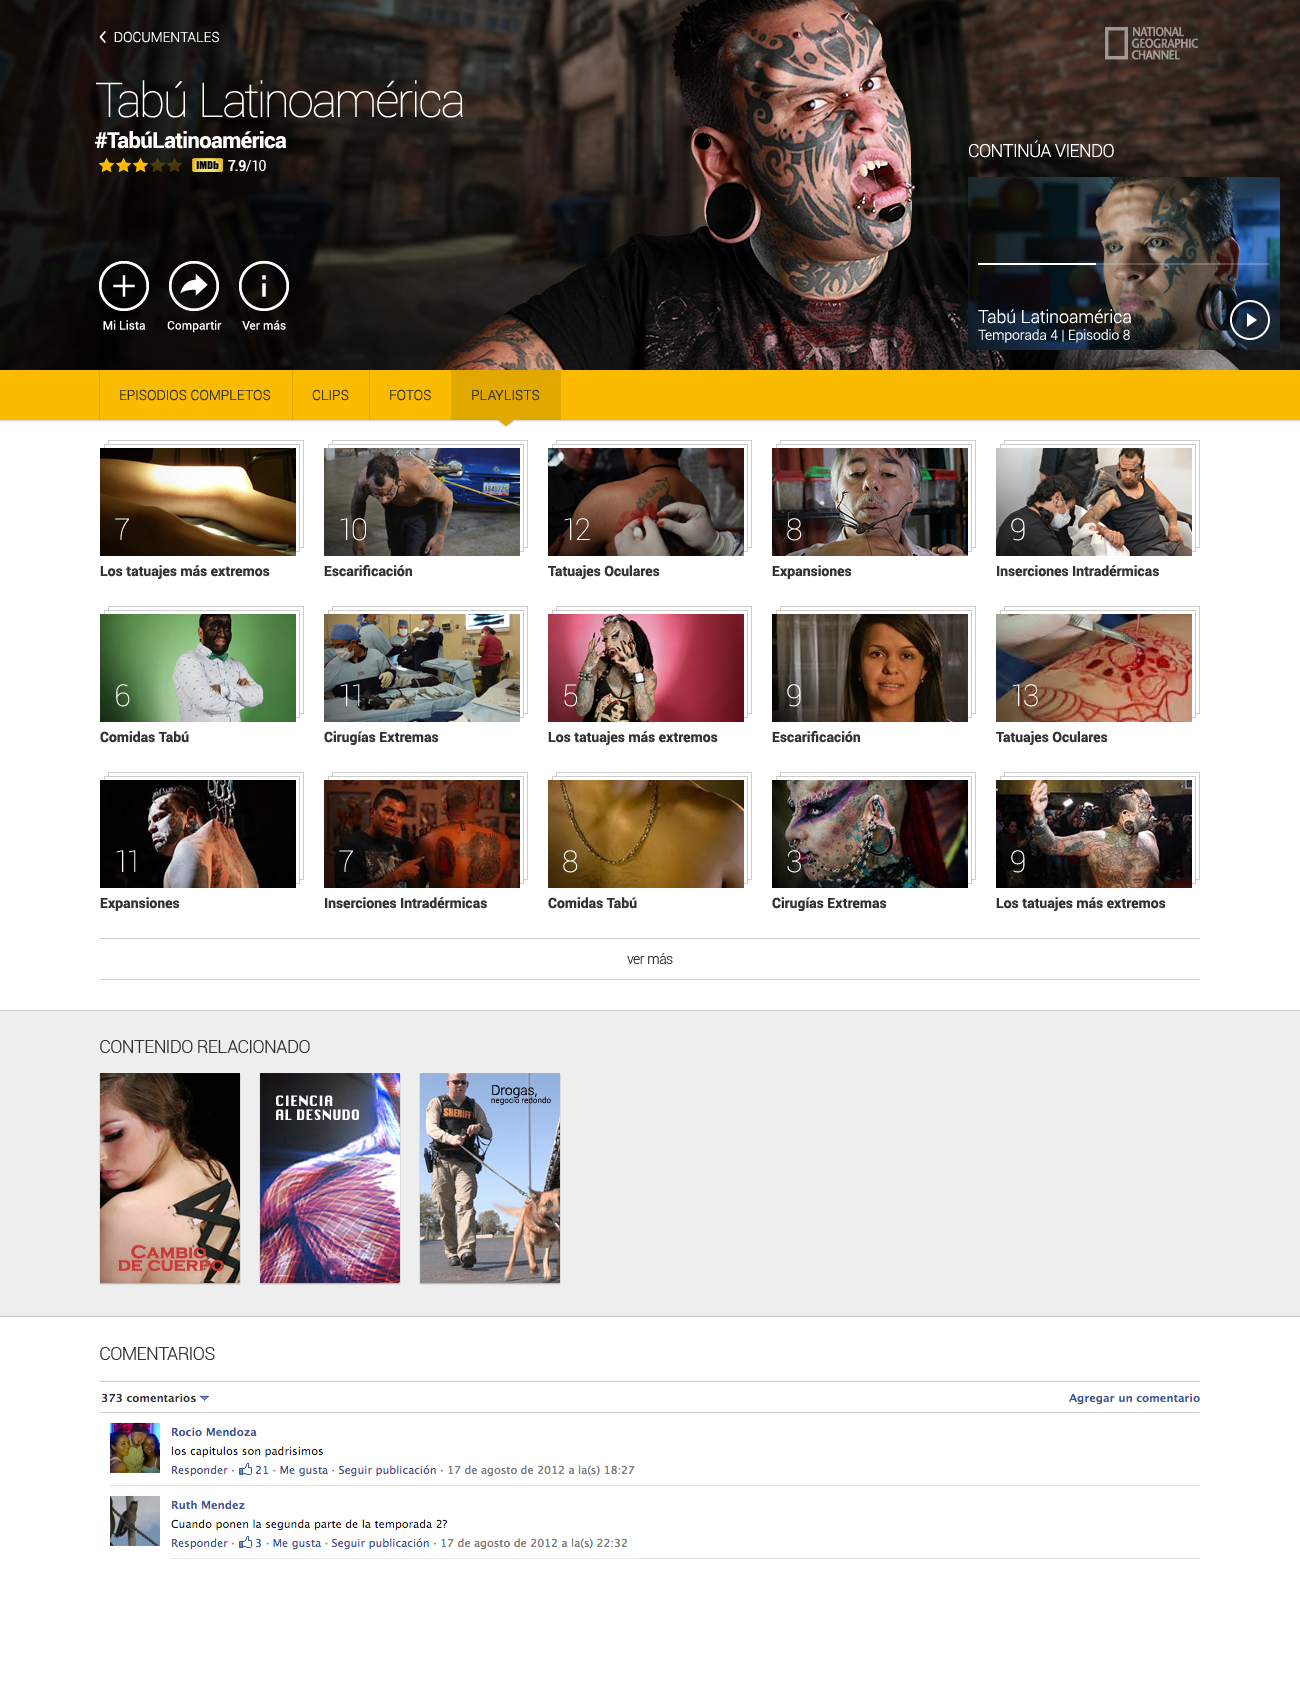 DOCUMENTALES
NATIONAL
GEOGRAPHIC
CHANNEL
Tabú Latinoamérica
#TabúLatinoamérica
IMDb 7.9/10
CONTINÚA VIENDO
Mi Lista
Compartir
Ver más
Tabú Latinoamérica
Temporada 4 | Episodio 8
EPISODIOS COMPLETOS
CLIPS
FOTOS
PLAYLISTS
7
10
12
8
9
Los tatuajes más extremos
Escarificación
Tatuajes Oculares
Expansiones
Inserciones Intradérmicas
6
11
5
9
13
Comidas Tabú
Cirugías Extremas
Los tatuajes más extremos
Escarificación
Tatuajes Oculares
11
7
8
3
9
Expansiones
Inserciones Intradérmicas
Comidas Tabú
Cirugías Extremas
Los tatuajes más extremos
ver más
CONTENIDO RELACIONADO
CAMBIO
DE CUERPO
CIENCIA
AL DESNUDO
Drogas,
negocio redondo
SHERIFF
COMENTARIOS
373 comentarios
Agregar un comentario
Rocio Mendoza
los capitulos son padrisimos
Responder · 21 · Me gusta · Seguir publicación · 17 de agosto de 2012 a la(s) 18:27
Ruth Mendez
Cuando ponen la segunda parte de la temporada 2?
Responder · 3 · Me gusta · Seguir publicación · 17 de agosto de 2012 a la(s) 22:32